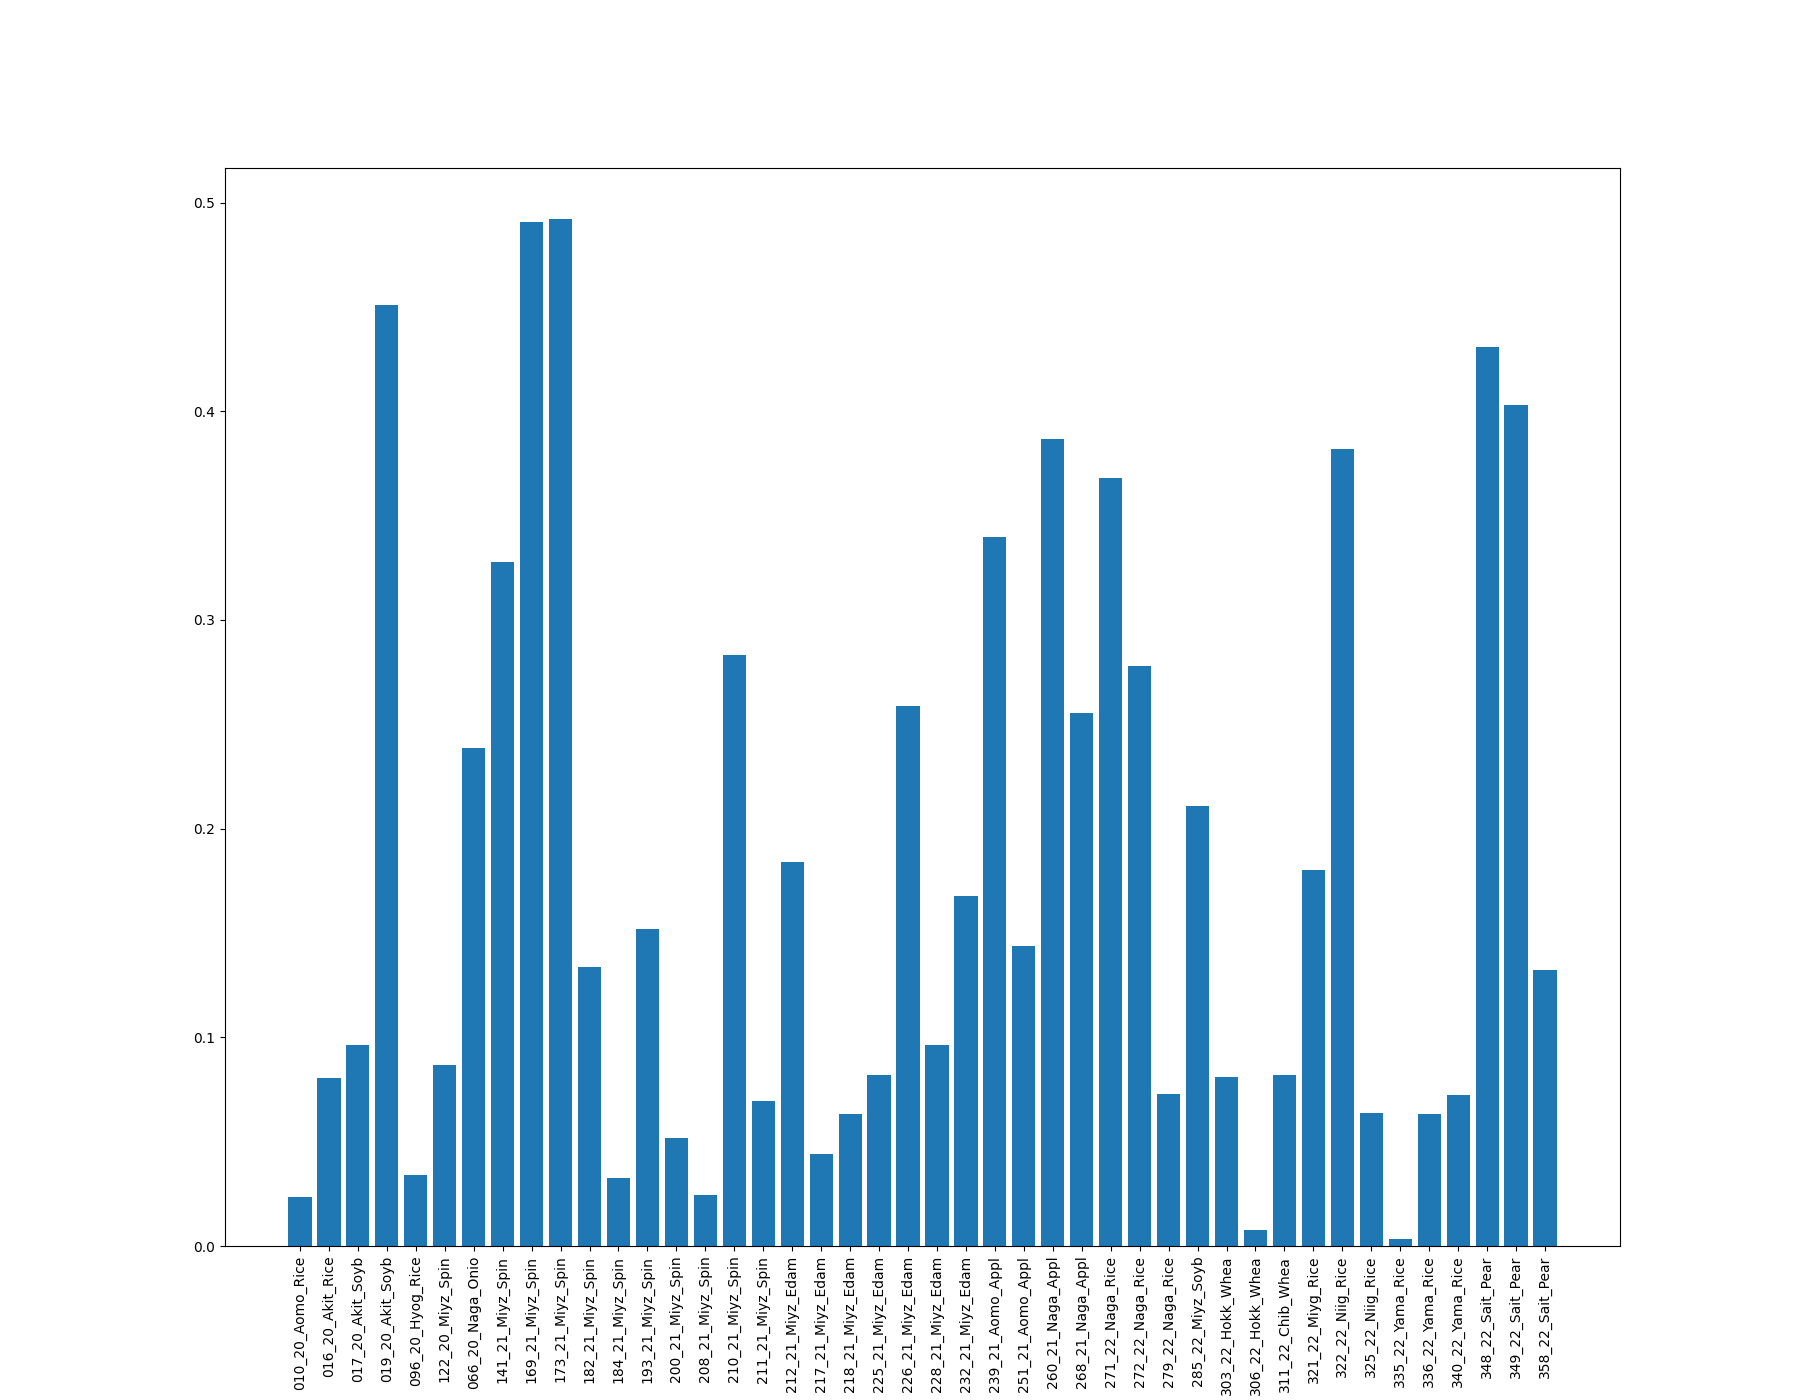 0.5
0.4
0.3
0.2
0.1
0.0
010_20_Aomo_Rice
016_20_Akit_Rice
017_20_Akit_Soyb
019_20_Akit_Soyb
096_20_Hyog_Rice
122_20_Miyz_Spin
066_20_Naga_Onio
141_21_Miyz_Spin
169_21_Miyz_Spin
173_21_Miyz_Spin
182_21_Miyz_Spin
184_21_Miyz_Spin
193_21_Miyz_Spin
200_21_Miyz_Spin
208_21_Miyz_Spin
210_21_Miyz_Spin
211_21_Miyz_Spin
212_21_Miyz_Edam
217_21_Miyz_Edam
218_21_Miyz_Edam
225_21_Miyz_Edam
226_21_Miyz_Edam
228_21_Miyz_Edam
232_21_Miyz_Edam
239_21_Aomo_Appl
251_21_Aomo_Appl
260_21_Naga_Appl
268_21_Naga_Appl
271_22_Naga_Rice
272_22_Naga_Rice
279_22_Naga_Rice
285_22_Miyz_Soyb
303_22_Hokk_Whea
306_22_Hokk_Whea
311_22_Chib_Whea
321_22_Miyg_Rice
322_22_Niig_Rice
325_22_Niig_Rice
335_22_Yama_Rice
336_22_Yama_Rice
340_22_Yama_Rice
348_22_Sait_Pear
349_22_Sait_Pear
358_22_Sait_Pear